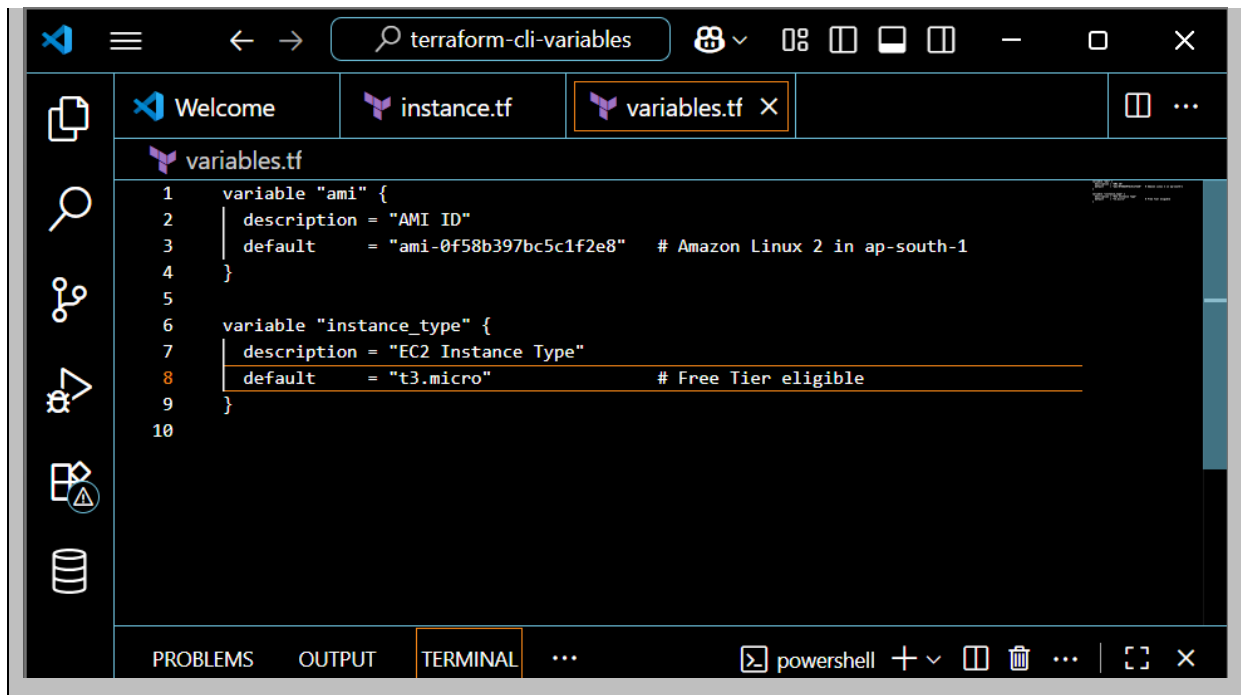 terraform-cli-variables
Welcome
instance.tf
variables.tf
variables.tf
1 variable "ami" {
2   description = "AMI ID"
3   default     = "ami-0f58b397bc5c1f2e8"   # Amazon Linux 2 in ap-south-1
4 }
5
6 variable "instance_type" {
7   description = "EC2 Instance Type"
8   default     = "t3.micro"                # Free Tier eligible
9 }
10
PROBLEMS OUTPUT TERMINAL ... powershell